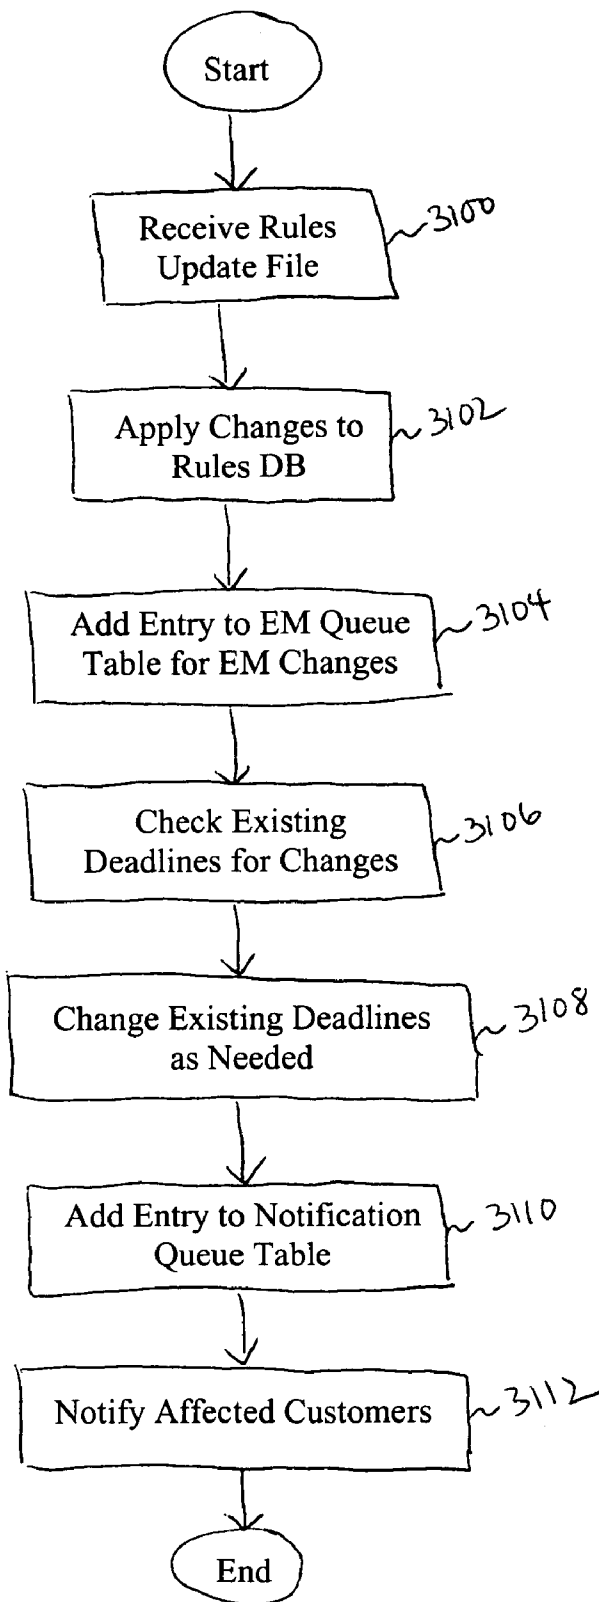 Start
Receive Rules
Update File
3100
Apply Changes to
Rules DB
3102
Add Entry to EM Queue
Table for EM Changes
3104
Check Existing
Deadlines for Changes
3106
Change Existing Deadlines
as Needed
3108
Add Entry to Notification
Queue Table
3110
Notify Affected Customers
3112
End